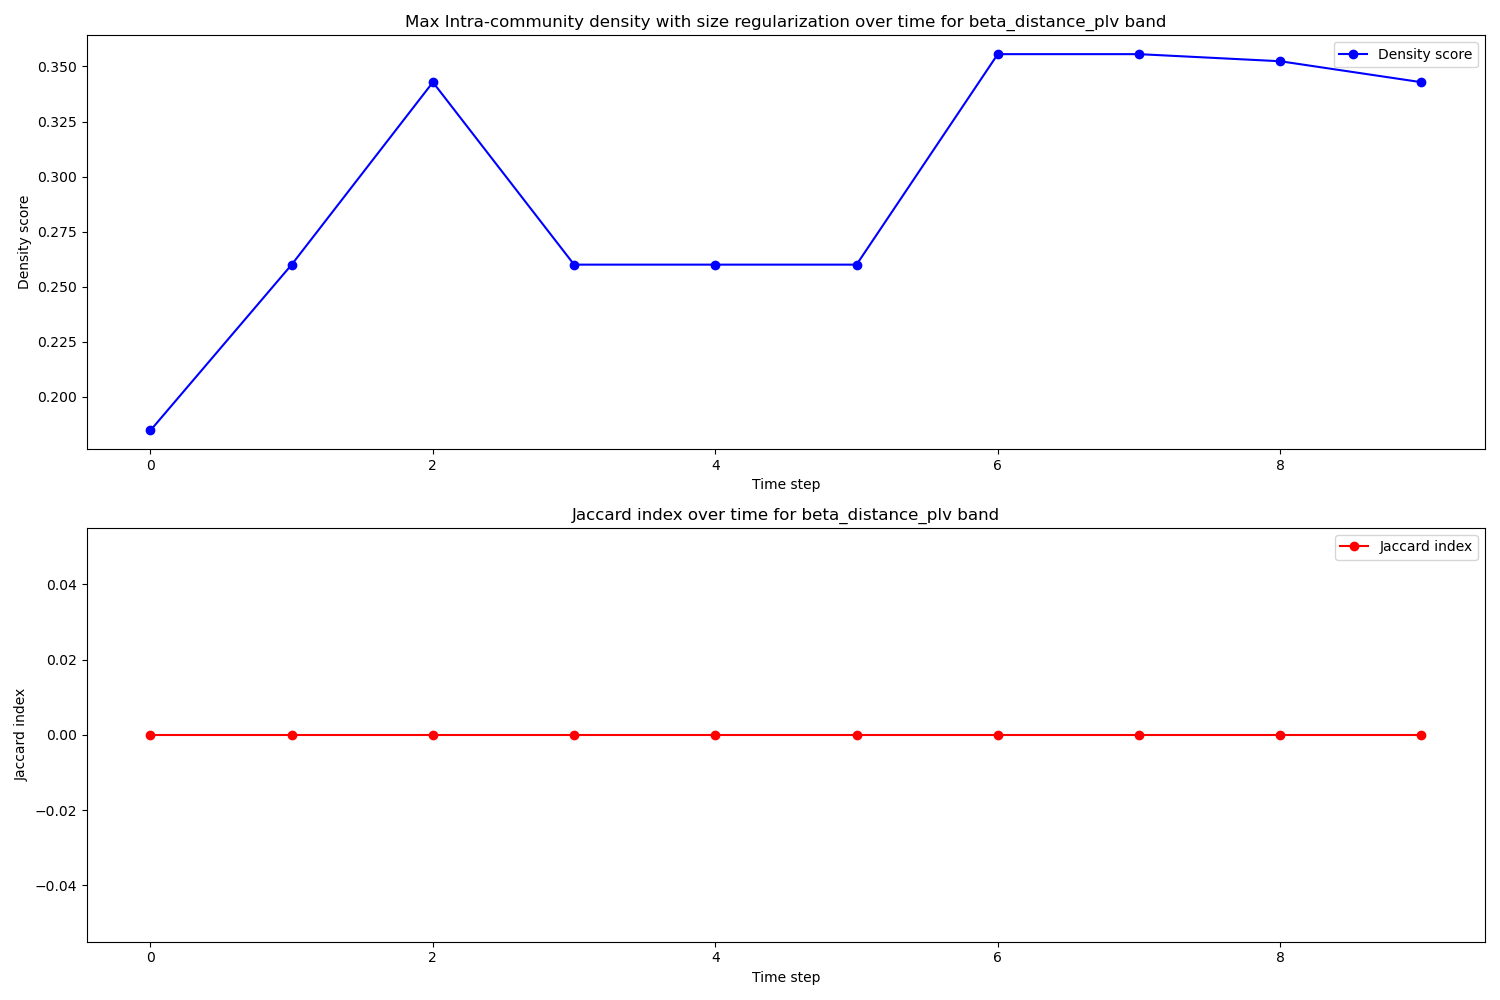 Max Intra-community density with size regularization over time for beta_distance_plv band
Density score
0.350
0.325
0.300
0.275
0.250
0.225
0.200
Density score
0 2 4 6 8
Time step
Jaccard index over time for beta_distance_plv band
Jaccard index
0.04
0.02
0.00
−0.02
−0.04
Jaccard index
0 2 4 6 8
Time step